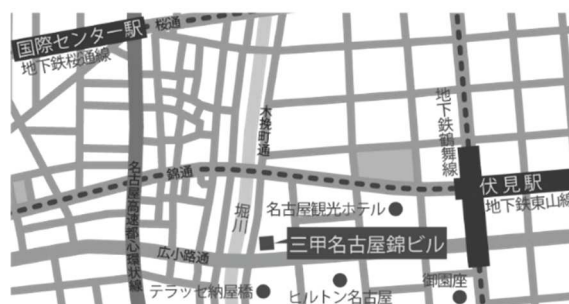 桜通
国際センター駅
地下鉄桜通線
木挽町通
地下鉄鶴舞線
名古屋高速都心環状線
錦通
伏見駅
地下鉄東山線
堀川
名古屋観光ホテル
三甲名古屋錦ビル
広小路通
テラッセ納屋橋
ヒルトン名古屋
御園座